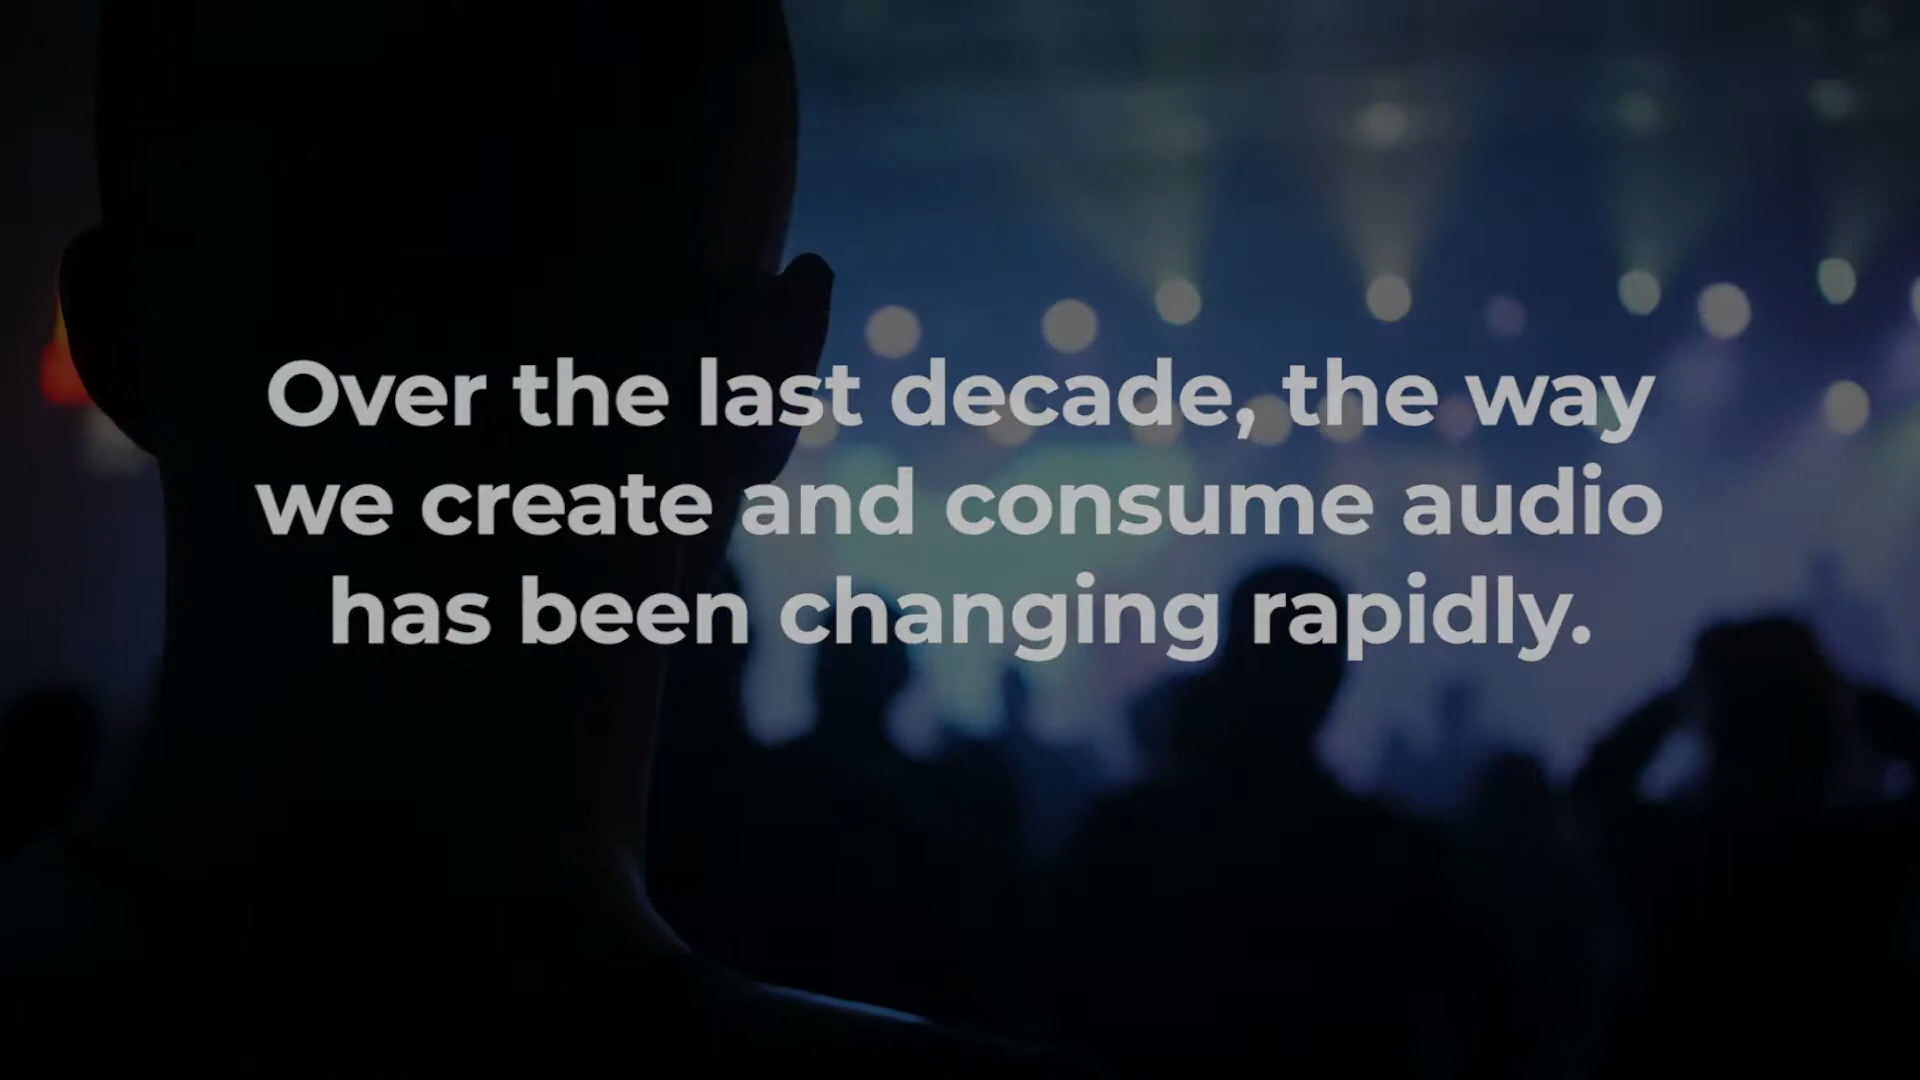 Over the last decade, the way
we create and consume audio
has been changing rapidly.